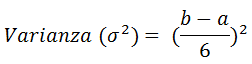 Varianza (σ²) = (b − a / 6)²